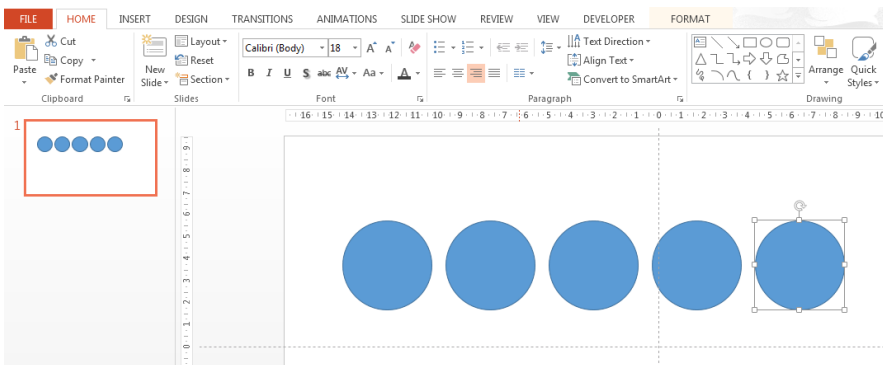 FILE HOME INSERT DESIGN TRANSITIONS ANIMATIONS SLIDE SHOW REVIEW VIEW DEVELOPER FORMAT
Paste
Cut
Copy
Format Painter
Clipboard
New
Slide
Layout
Reset
Section
Slides
Calibri (Body) 18 A A
B I U S abc AV Aa A
Font
Text Direction
Align Text
Convert to SmartArt
Paragraph
Arrange
Quick
Styles
Drawing
16 15 14 13 12 11 10 9 8 7 6 5 4 3 2 1 0 1 2 3 4 5 6 7 8 9 10
1
9
8
7
6
5
4
3
2
1
0